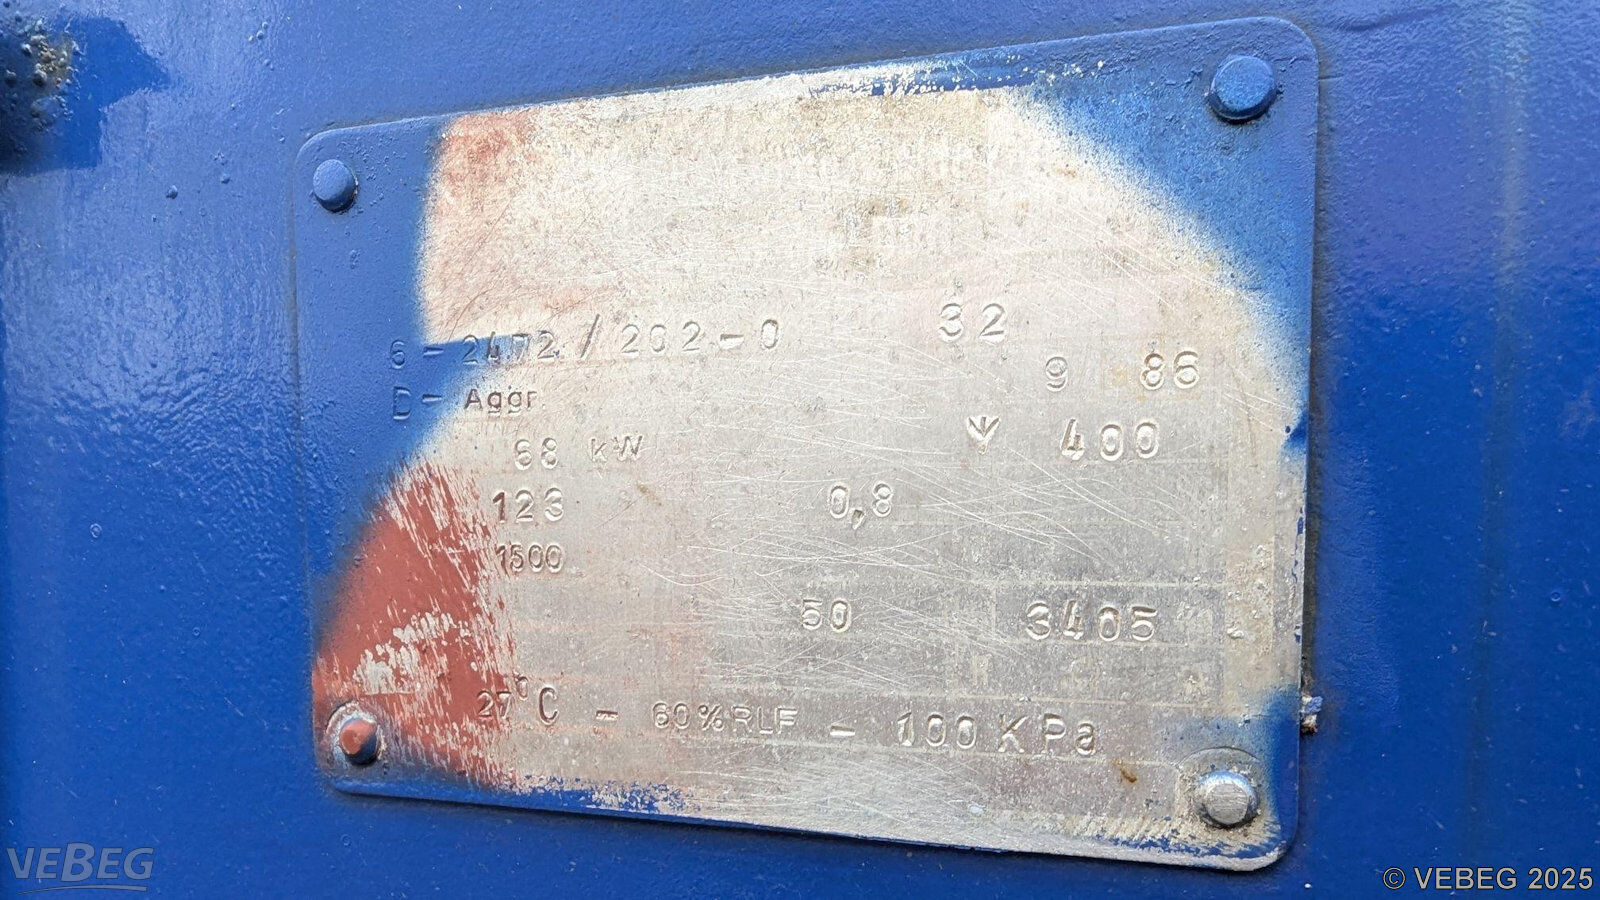 6-2472/202-0 32
9 86
D-Aggr.
68 kW 400
123 0,8
1500
50 3405
27°C - 60%RLF - 100 KPa
VEBEG
© VEBEG 2025